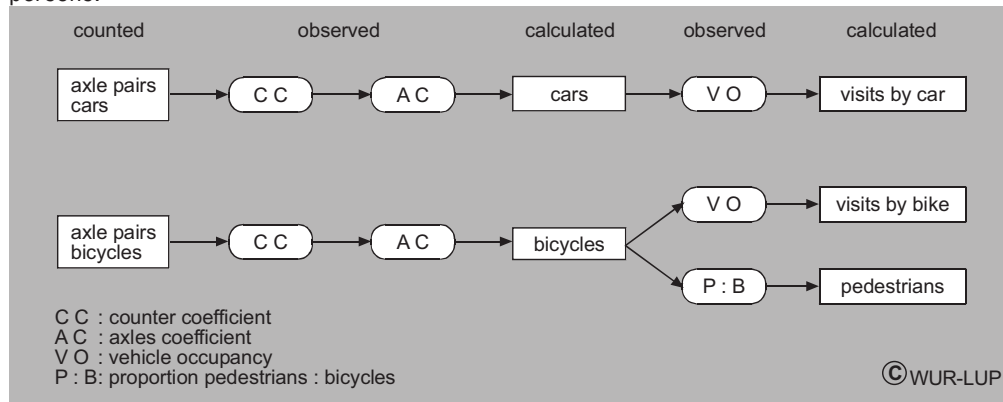 counted observed calculated observed calculated
axle pairs
cars
C C A C cars V O visits by car
V O visits by bike
axle pairs
bicycles
C C A C bicycles
P : B pedestrians
C C : counter coefficient
A C : axles coefficient
V O : vehicle occupancy
P : B: proportion pedestrians : bicycles
©WUR-LUP